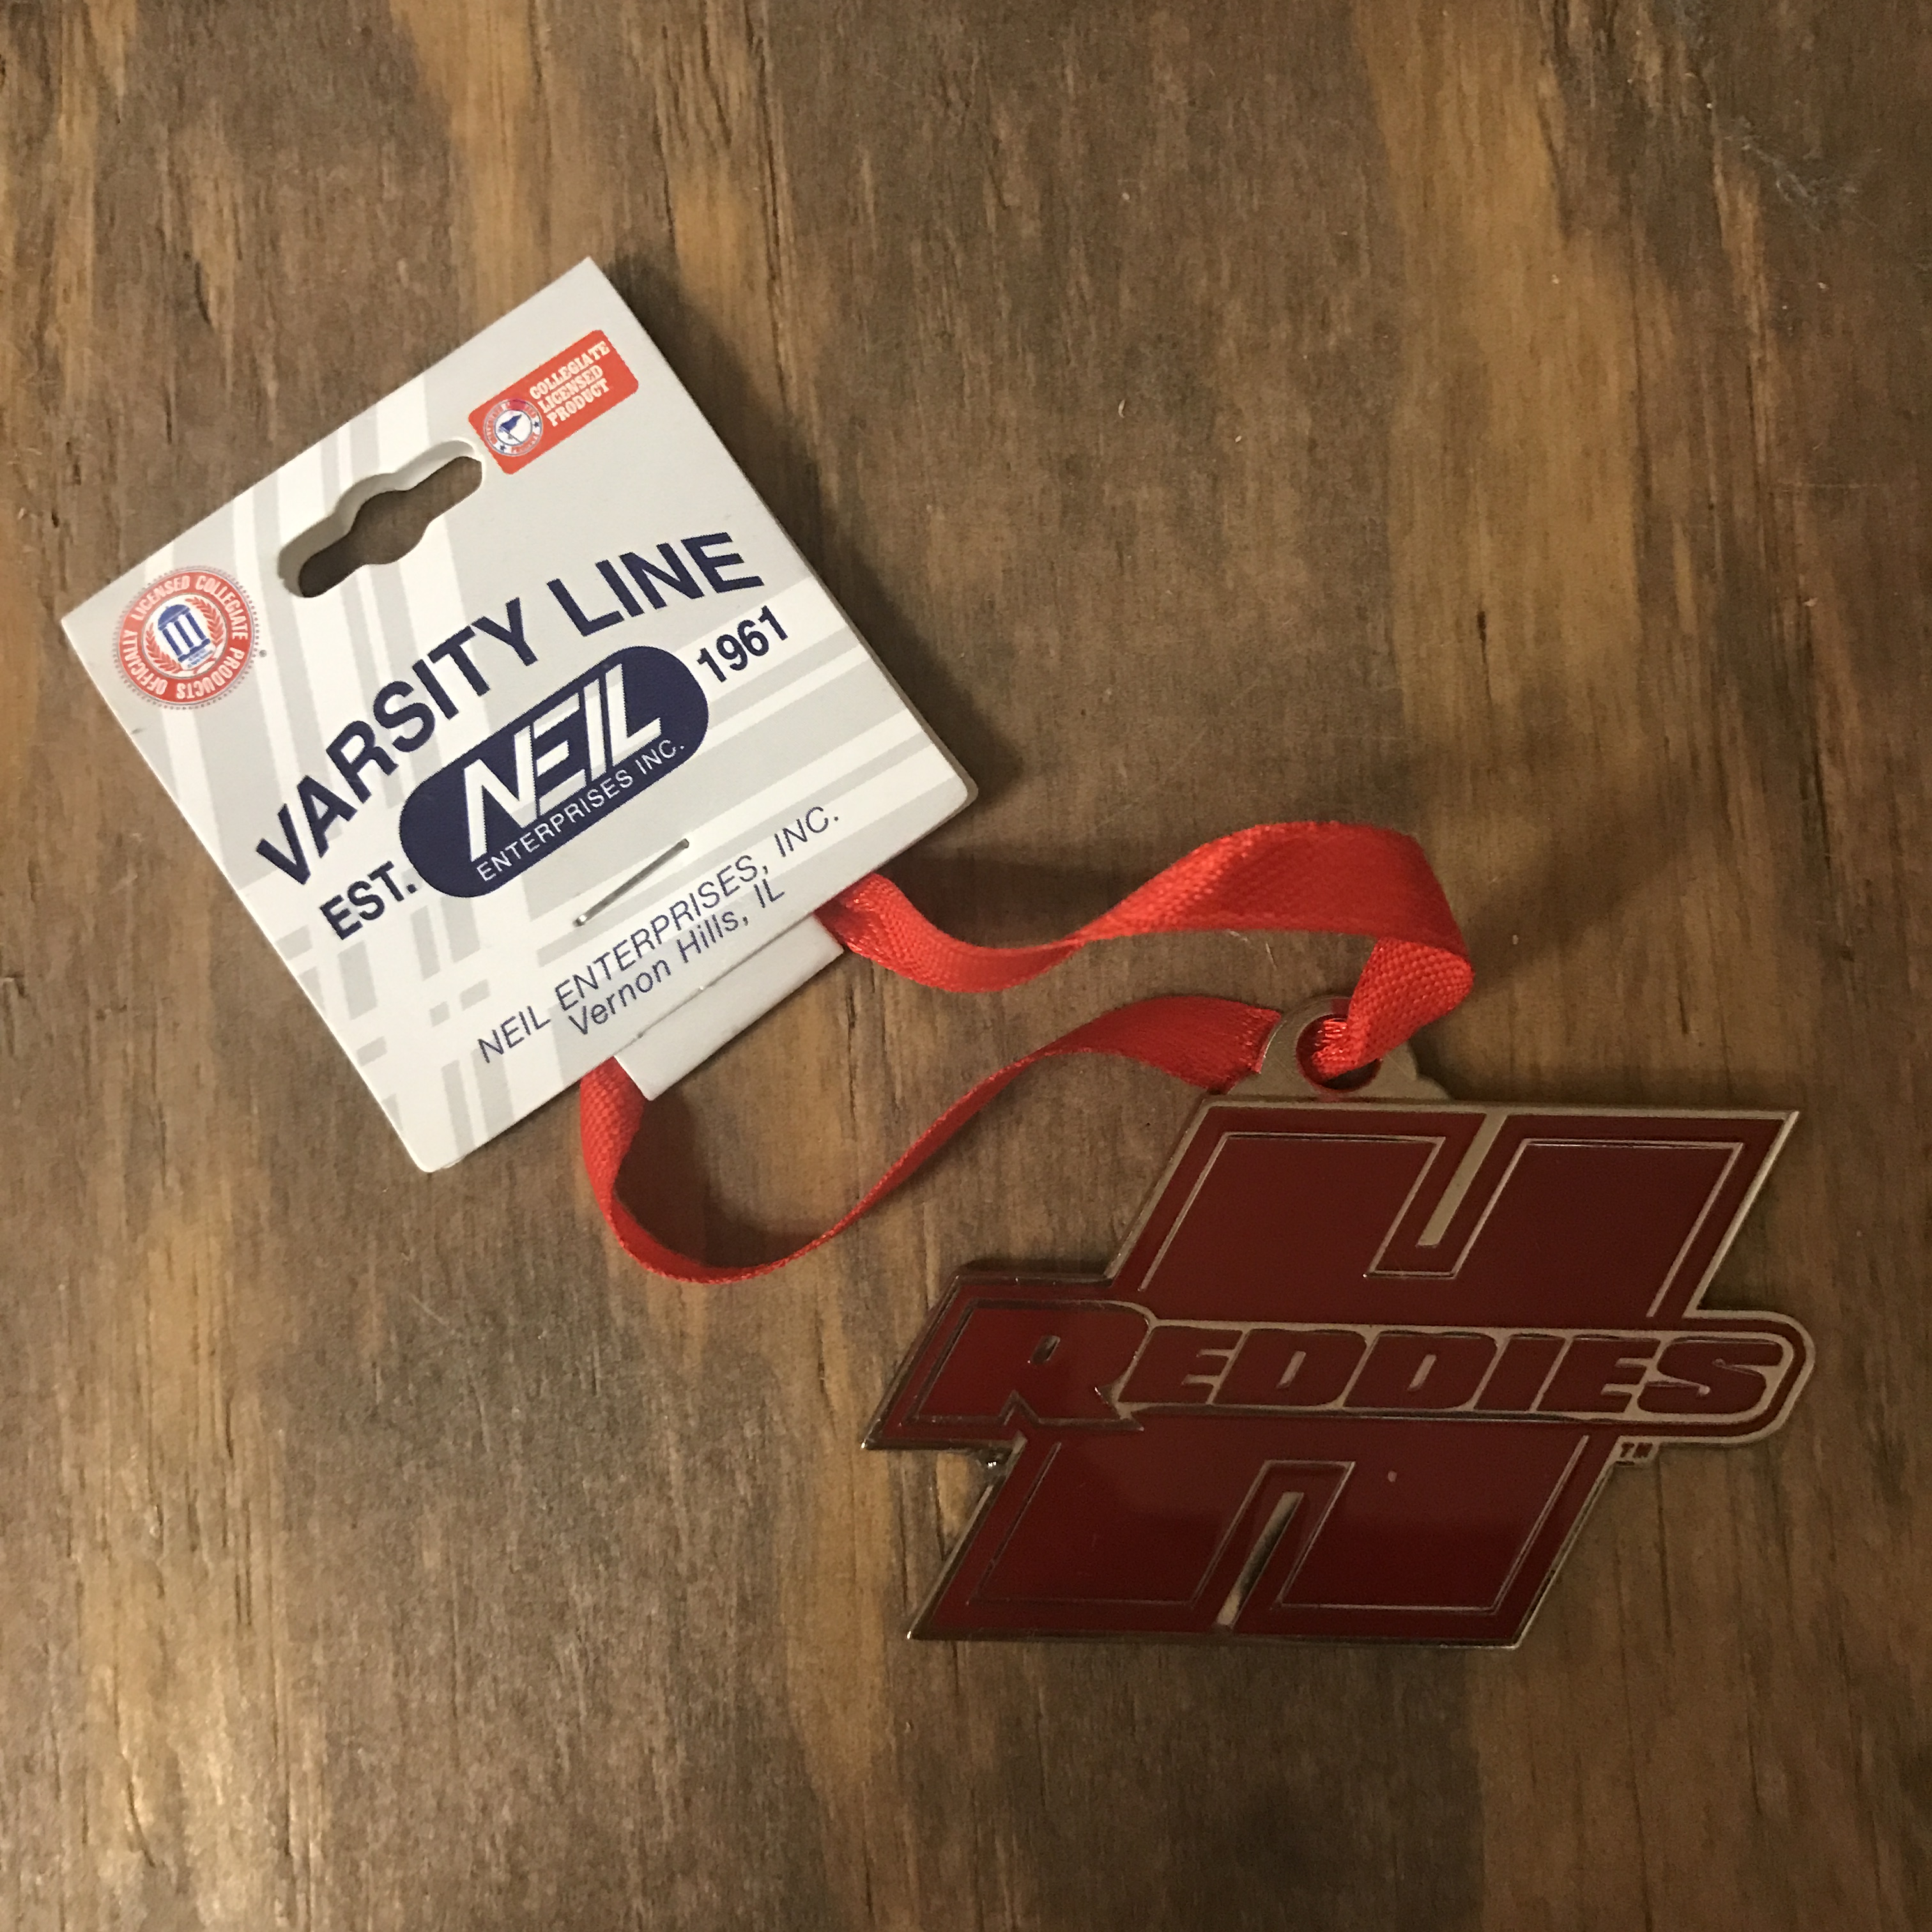 COLLEGIATE
LICENSED
PRODUCT
OFFICIALLY LICENSED COLLEGIATE PRODUCTS
VARSITY LINE
EST. NEIL 1961
ENTERPRISES INC.
NEIL ENTERPRISES, INC.
Vernon Hills, IL
H
REDDIES
TM